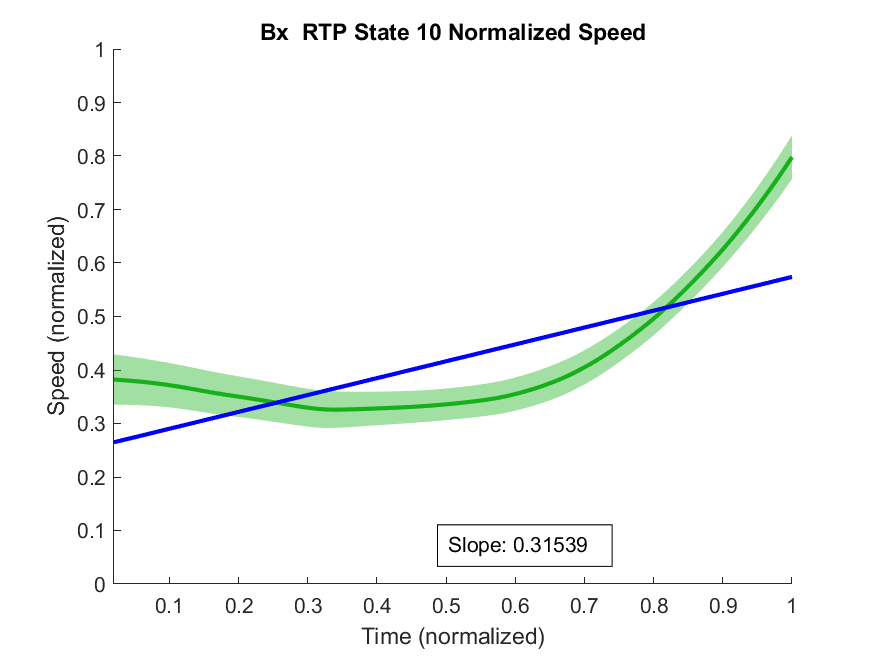 Bx  RTP State 10 Normalized Speed
1
0.9
0.8
0.7
0.6
0.5
0.4
0.3
0.2
0.1
0
Speed (normalized)
Slope: 0.31539
0.1 0.2 0.3 0.4 0.5 0.6 0.7 0.8 0.9 1
Time (normalized)